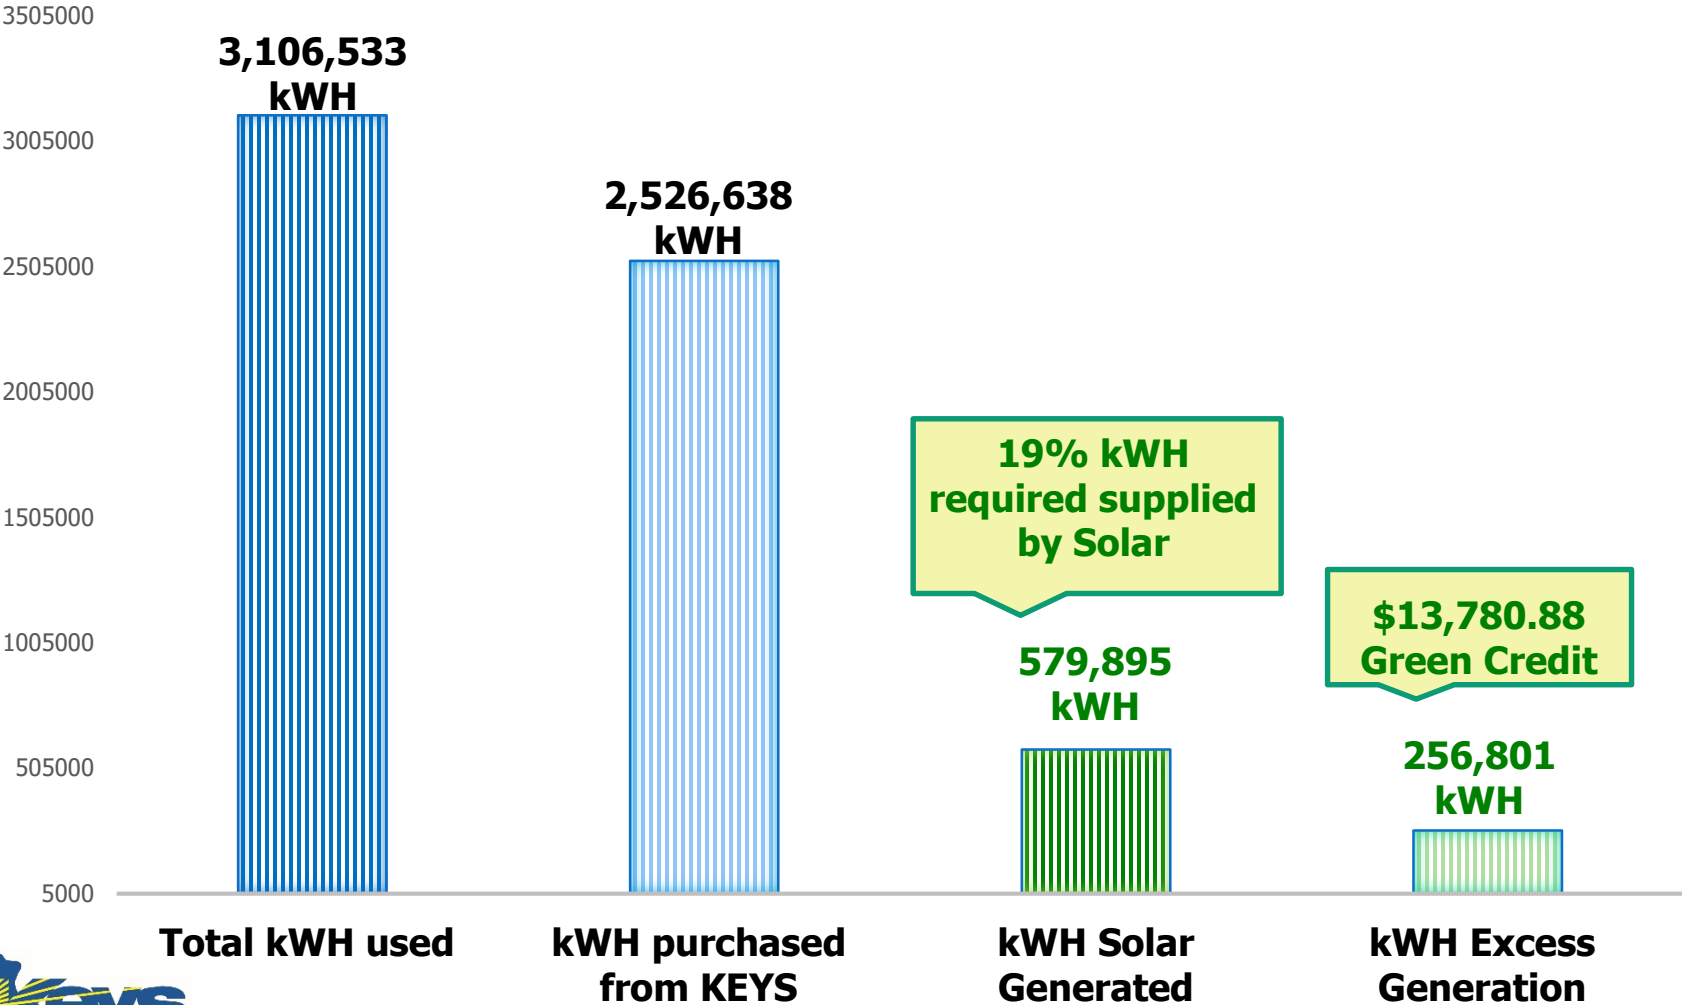 3505000
3005000
2505000
2005000
1505000
1005000
505000
5000
3,106,533
kWH
2,526,638
kWH
19% kWH
required supplied
by Solar
579,895
kWH
$13,780.88
Green Credit
256,801
kWH
Total kWH used
kWH purchased
from KEYS
kWH Solar
Generated
kWH Excess
Generation
KEYS